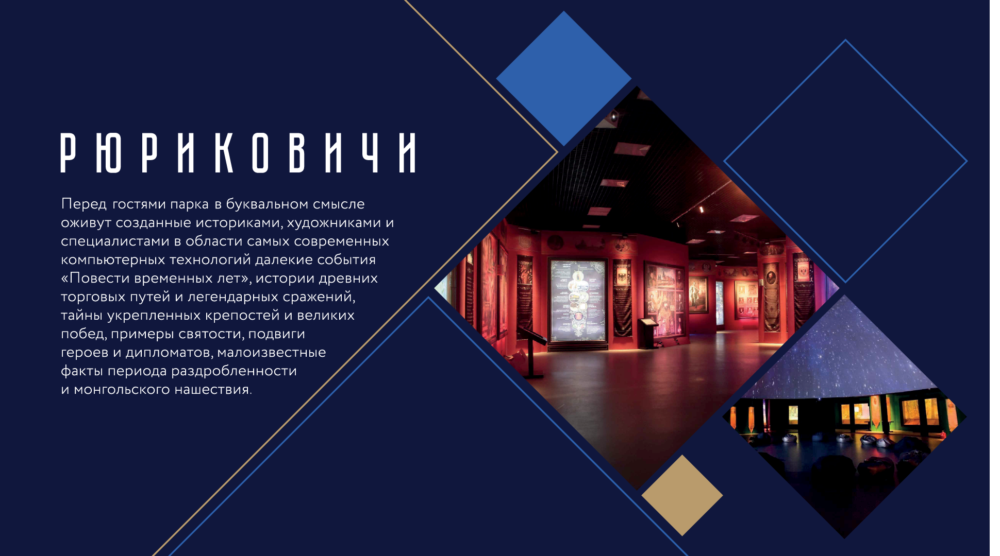 РЮРИКОВИЧИ
Перед гостями парка в буквальном смысле
оживут созданные историками, художниками и
специалистами в области самых современных
компьютерных технологий далекие события
«Повести временных лет», истории древних
торговых путей и легендарных сражений,
тайны укрепленных крепостей и великих
побед, примеры святости, подвиги
героев и дипломатов, малоизвестные
факты периода раздробленности
и монгольского нашествия.